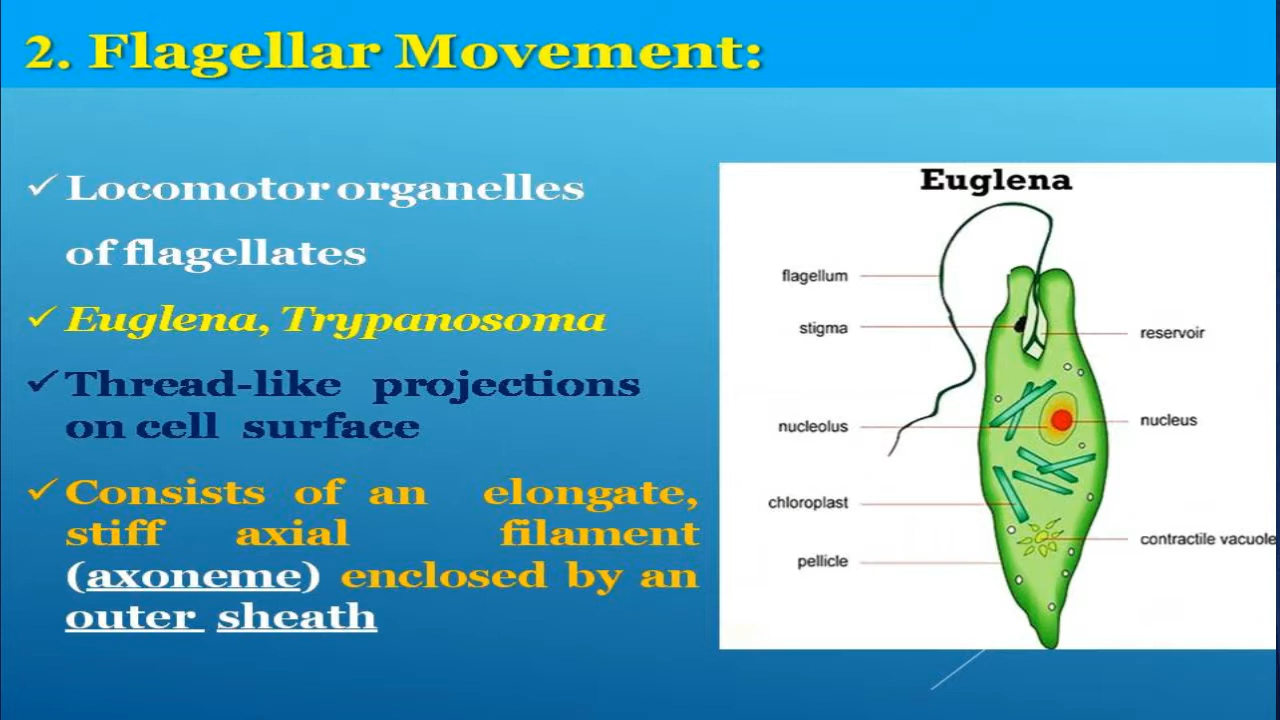 2. Flagellar Movement:
✓ Locomotor organelles
of flagellates
✓ Euglena, Trypanosoma
✓ Thread-like projections
on cell surface
✓ Consists of an elongate,
stiff axial filament
(axoneme) enclosed by an
outer sheath
Euglena
flagellum
stigma
reservoir
nucleolus
nucleus
chloroplast
contractile vacuole
pellicle